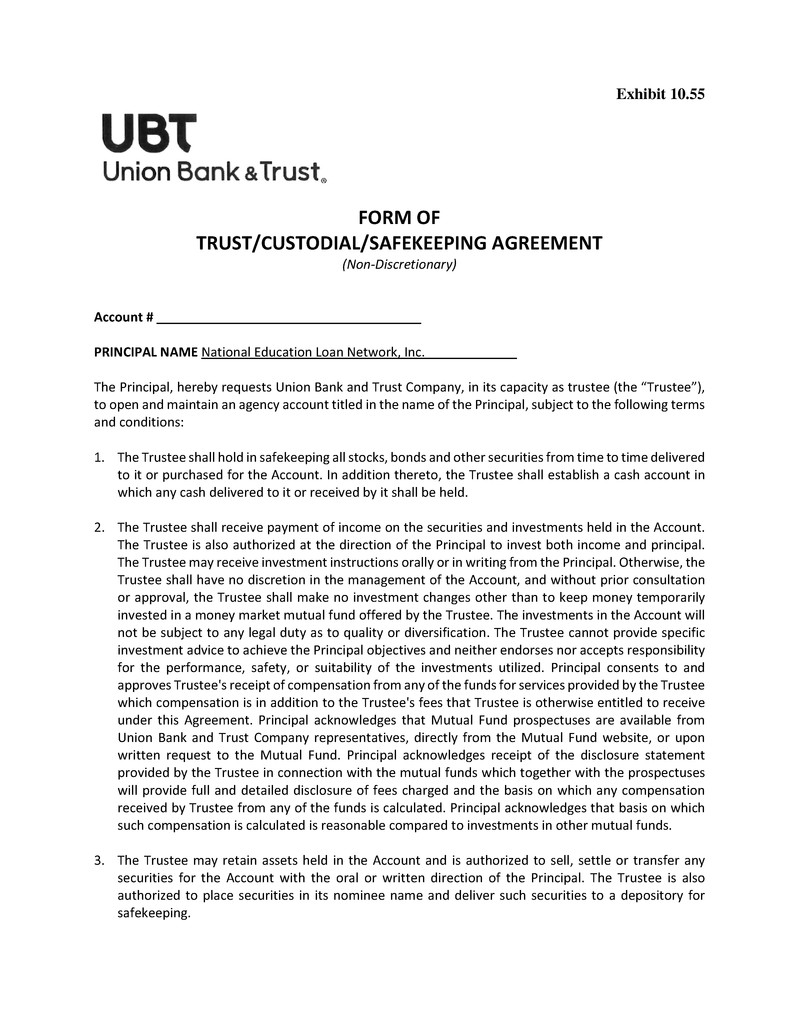 Exhibit 10.55
UBT
Union Bank & Trust®
FORM OF
TRUST/CUSTODIAL/SAFEKEEPING AGREEMENT
(Non-Discretionary)
Account # 
PRINCIPAL NAME National Education Loan Network, Inc.
The Principal, hereby requests Union Bank and Trust Company, in its capacity as trustee (the “Trustee”),
to open and maintain an agency account titled in the name of the Principal, subject to the following terms
and conditions:
1. The Trustee shall hold in safekeeping all stocks, bonds and other securities from time to time delivered
to it or purchased for the Account. In addition thereto, the Trustee shall establish a cash account in
which any cash delivered to it or received by it shall be held.
2. The Trustee shall receive payment of income on the securities and investments held in the Account.
The Trustee is also authorized at the direction of the Principal to invest both income and principal.
The Trustee may receive investment instructions orally or in writing from the Principal. Otherwise, the
Trustee shall have no discretion in the management of the Account, and without prior consultation
or approval, the Trustee shall make no investment changes other than to keep money temporarily
invested in a money market mutual fund offered by the Trustee. The investments in the Account will
not be subject to any legal duty as to quality or diversification. The Trustee cannot provide specific
investment advice to achieve the Principal objectives and neither endorses nor accepts responsibility
for the performance, safety, or suitability of the investments utilized. Principal consents to and
approves Trustee's receipt of compensation from any of the funds for services provided by the Trustee
which compensation is in addition to the Trustee's fees that Trustee is otherwise entitled to receive
under this Agreement. Principal acknowledges that Mutual Fund prospectuses are available from
Union Bank and Trust Company representatives, directly from the Mutual Fund website, or upon
written request to the Mutual Fund. Principal acknowledges receipt of the disclosure statement
provided by the Trustee in connection with the mutual funds which together with the prospectuses
will provide full and detailed disclosure of fees charged and the basis on which any compensation
received by Trustee from any of the funds is calculated. Principal acknowledges that basis on which
such compensation is calculated is reasonable compared to investments in other mutual funds.
3. The Trustee may retain assets held in the Account and is authorized to sell, settle or transfer any
securities for the Account with the oral or written direction of the Principal. The Trustee is also
authorized to place securities in its nominee name and deliver such securities to a depository for
safekeeping.